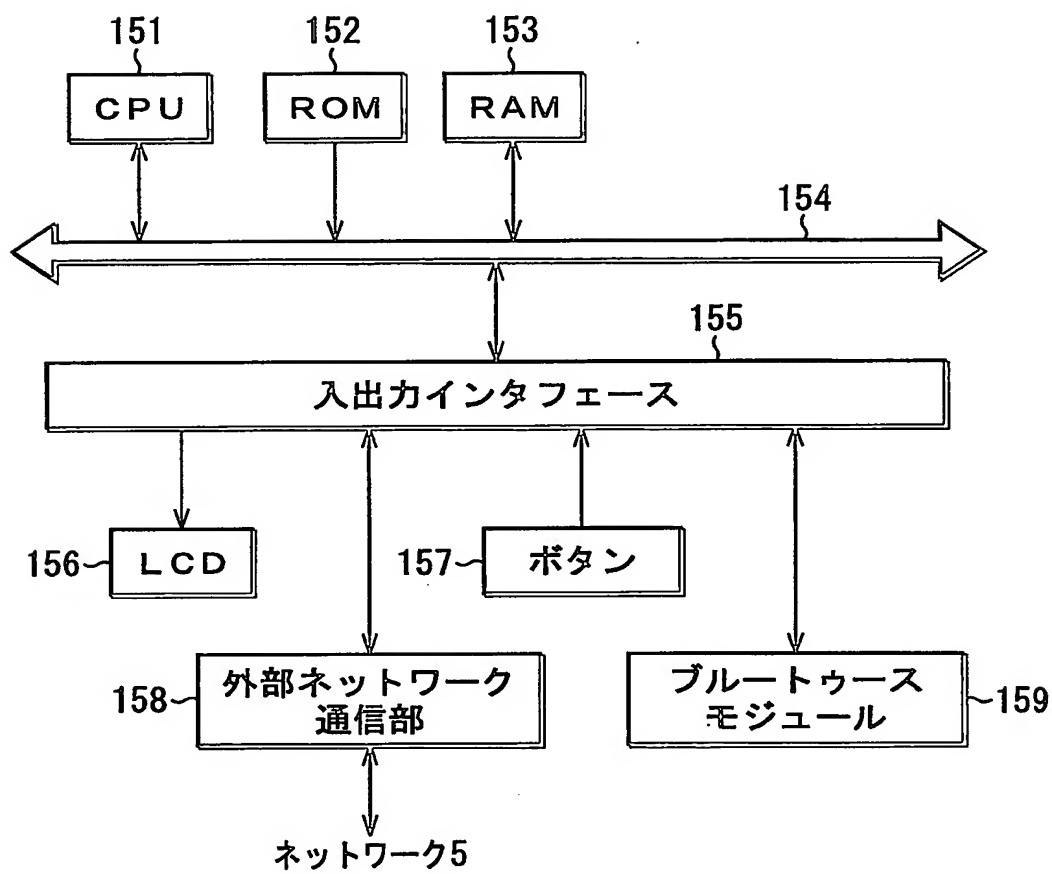 151
152
153
CPU
ROM
RAM
154
155
入出力インタフェース
156
LCD
157
ボタン
158
外部ネットワーク
通信部
ブルートゥース
モジュール
159
ネットワーク5